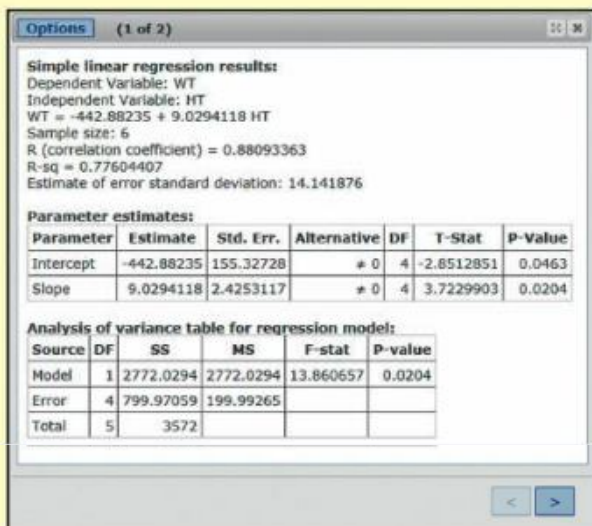 Options (1 of 2)
Simple linear regression results:
Dependent Variable: WT
Independent Variable: HT
WT = -442.88235 + 9.0294118 HT
Sample size: 6
R (correlation coefficient) = 0.88093363
R-sq = 0.77604407
Estimate of error standard deviation: 14.141876
Parameter estimates:
Parameter Estimate Std. Err. Alternative DF T-Stat P-Value
Intercept -442.88235 155.32728 ≠ 0 4 -2.8512851 0.0463
Slope 9.0294118 2.4253117 ≠ 0 4 3.7229903 0.0204
Analysis of variance table for regression model:
Source DF SS MS F-stat P-value
Model 1 2772.0294 2772.0294 13.860657 0.0204
Error 4 799.97059 199.99265
Total 5 3572
< >